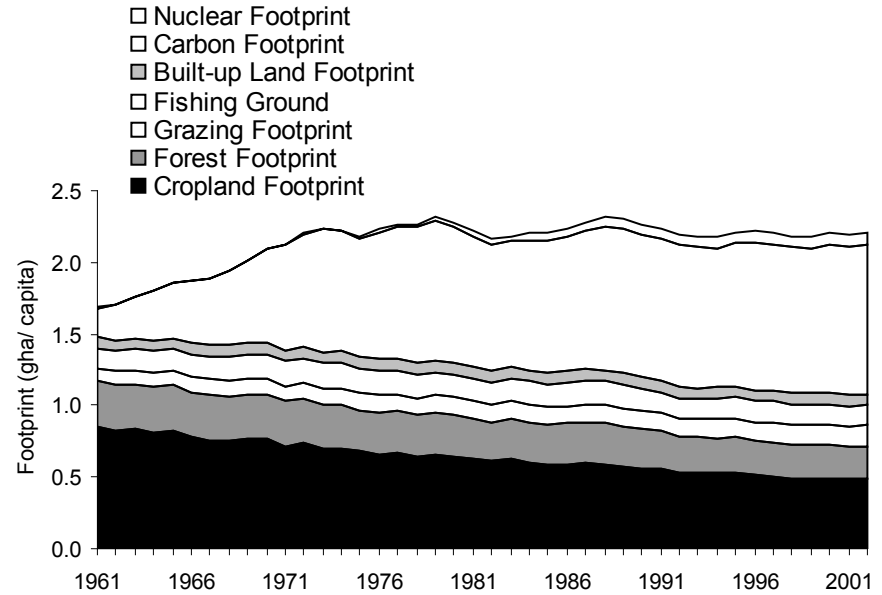 Nuclear Footprint
Carbon Footprint
Built-up Land Footprint
Fishing Ground
Grazing Footprint
Forest Footprint
Cropland Footprint
2.5
2.0
1.5
1.0
0.5
0.0
Footprint (gha/ capita)
1961 1966 1971 1976 1981 1986 1991 1996 2001